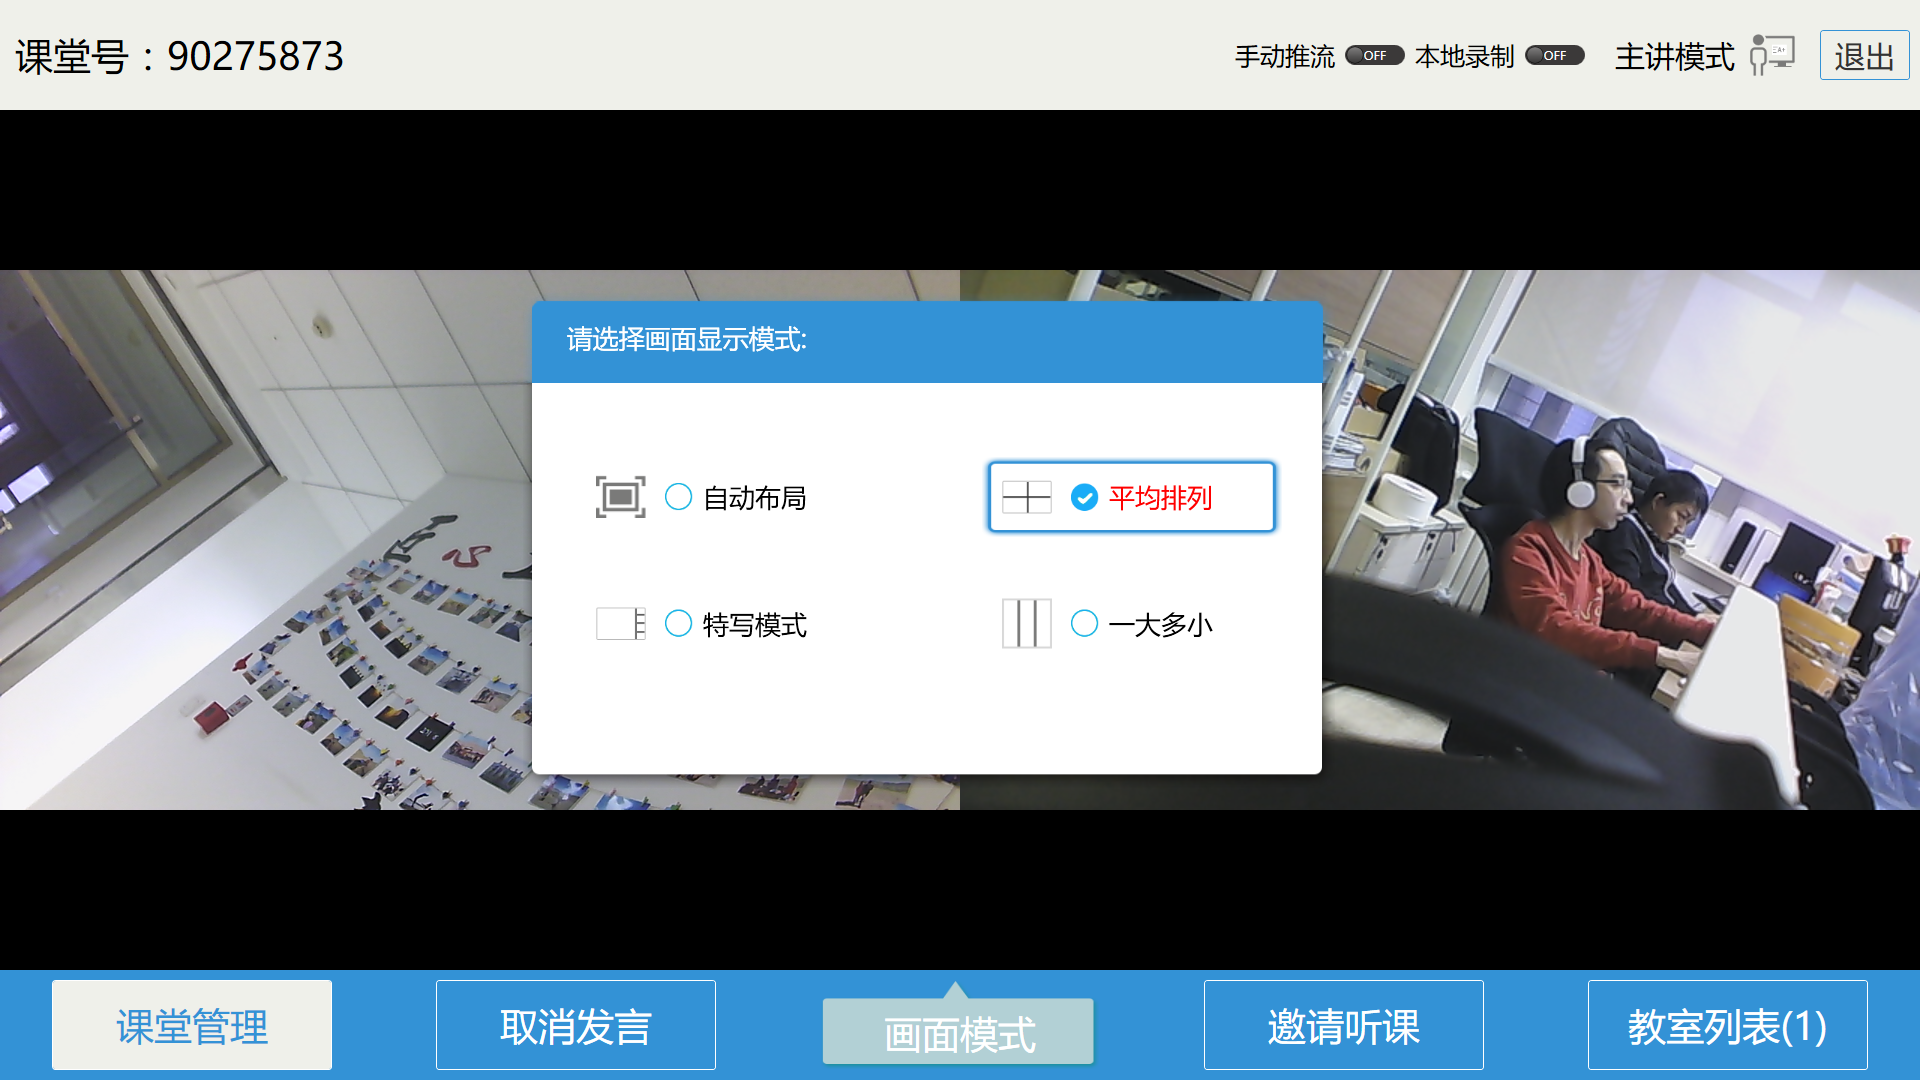 课堂号：90275873
手动推流 OFF 本地录制 OFF 主讲模式 退出
请选择画面显示模式:
自动布局 平均排列
特写模式 一大多小
课堂管理 取消发言 画面模式 邀请听课 教室列表(1)